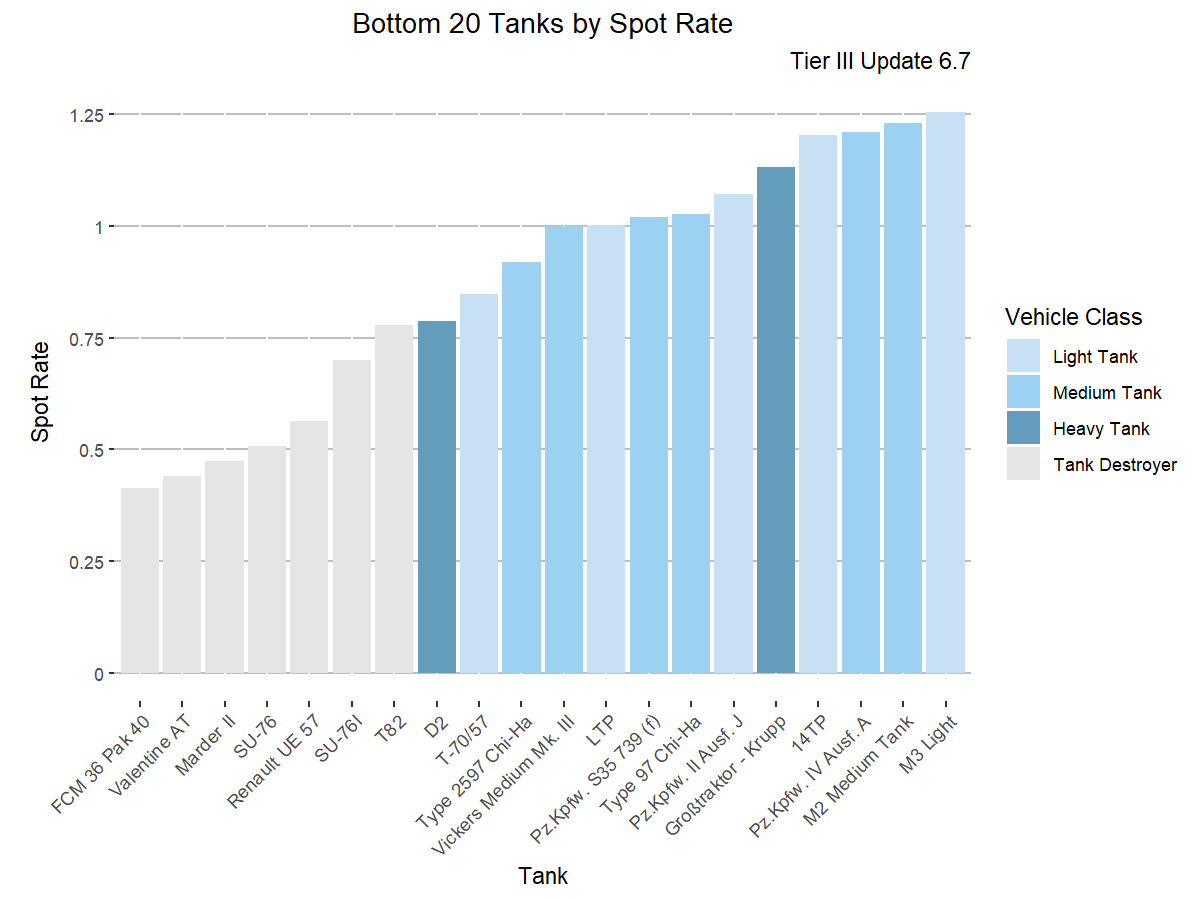 Bottom 20 Tanks by Spot Rate
Tier III Update 6.7
1.25
1
0.75
0.5
0.25
0
Spot Rate
FCM 36 Pak 40
Valentine AT
Marder II
SU-76
Renault UE 57
SU-76I
T82
D2
T-70/57
Type 2597 Chi-Ha
Vickers Medium Mk. III
LTP
Pz.Kpfw. S35 739 (f)
Type 97 Chi-Ha
Pz.Kpfw. II Ausf. J
Großtraktor - Krupp
14TP
Pz.Kpfw. IV Ausf. A
M2 Medium Tank
M3 Light
Tank
Vehicle Class
Light Tank
Medium Tank
Heavy Tank
Tank Destroyer